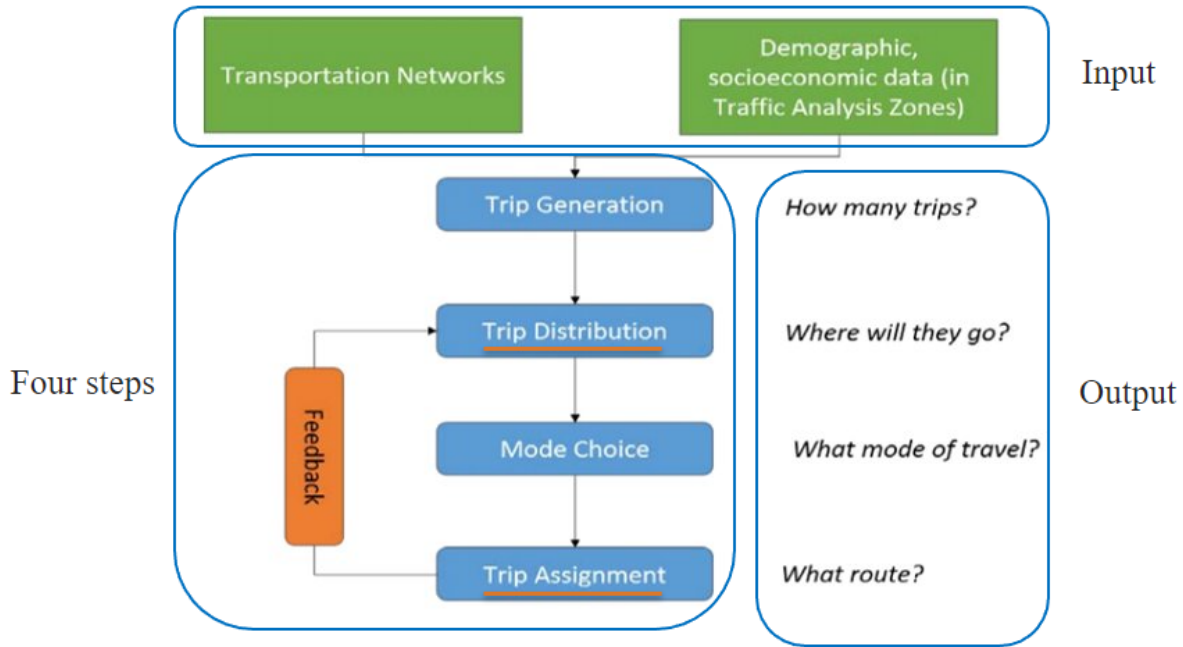 Transportation Networks
Demographic,
socioeconomic data (in
Traffic Analysis Zones)
Input
Trip Generation
How many trips?
Trip Distribution
Where will they go?
Four steps
Feedback
Output
Mode Choice
What mode of travel?
Trip Assignment
What route?